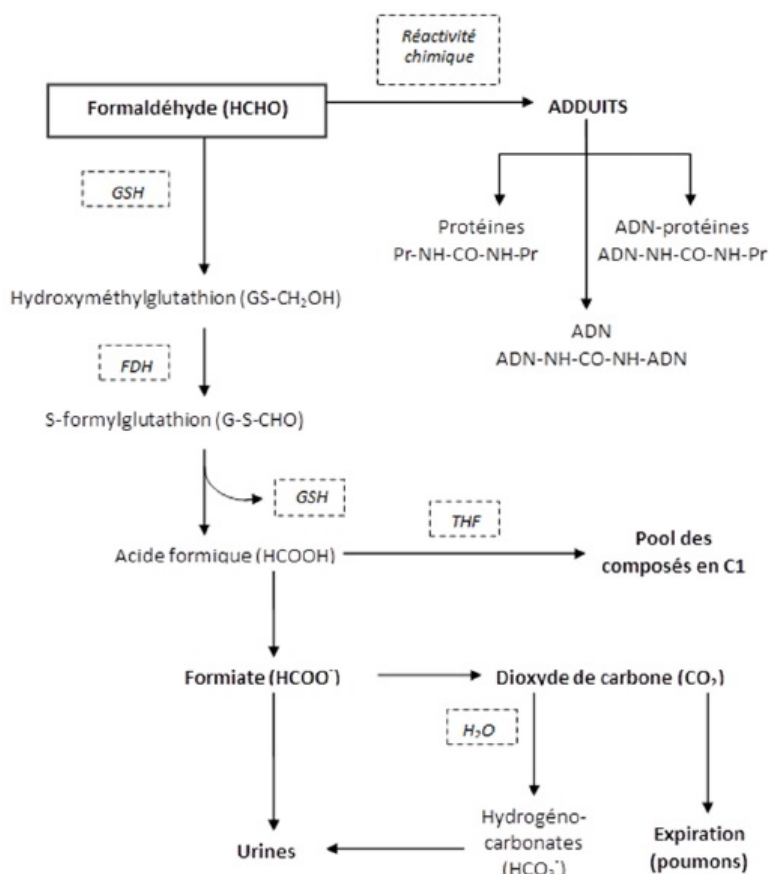 Réactivité
chimique
Formaldéhyde (HCHO)
ADDUITS
GSH
Protéines
Pr-NH-CO-NH-Pr
ADN-protéines
ADN-NH-CO-NH-Pr
Hydroxyméthylglutathion (GS-CH₂OH)
ADN
ADN-NH-CO-NH-ADN
FDH
S-formylglutathion (G-S-CHO)
GSH
THF
Acide formique (HCOOH)
Pool des
composés en C1
Formiate (HCOO⁻)
Dioxyde de carbone (CO₂)
H₂O
Hydrogéno-
carbonates
(HCO₃⁻)
Urines
Expiration
(poumons)